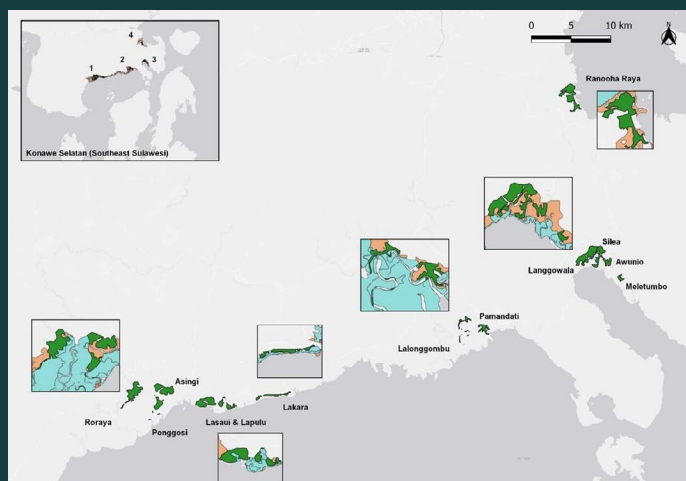 0 5 10 km
N
4
2
3
1
Konawe Selatan (Southeast Sulawesi)
Ranooha Raya
Silea
Awunio
Langgowala
Meletumbo
Pamandati
Lalonggombu
Asingi
Lakara
Roraya
Lasaui & Lapulu
Ponggosi